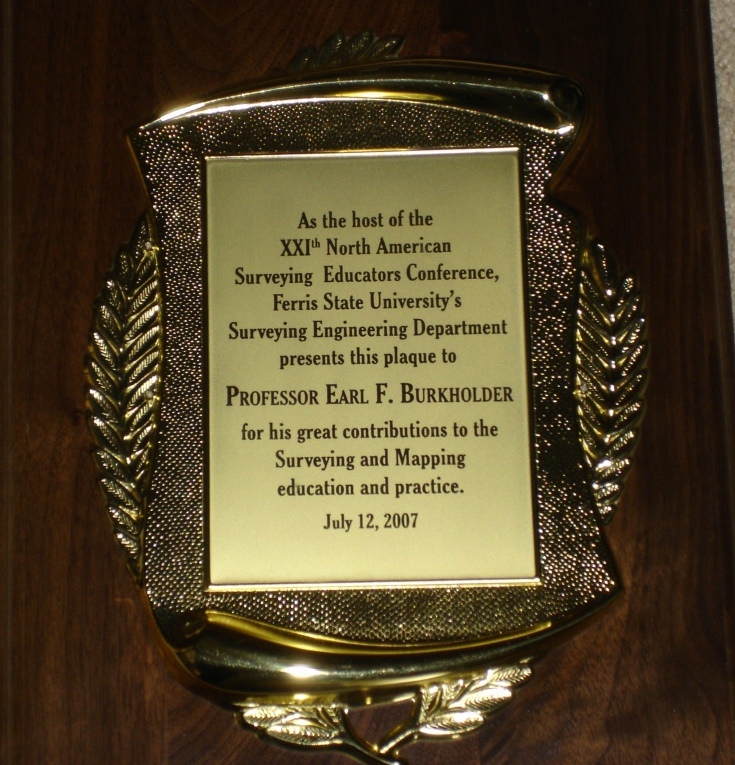 As the host of the
XXIth North American
Surveying Educators Conference,
Ferris State University's
Surveying Engineering Department
presents this plaque to
PROFESSOR EARL F. BURKHOLDER
for his great contributions to the
Surveying and Mapping
education and practice.
July 12, 2007